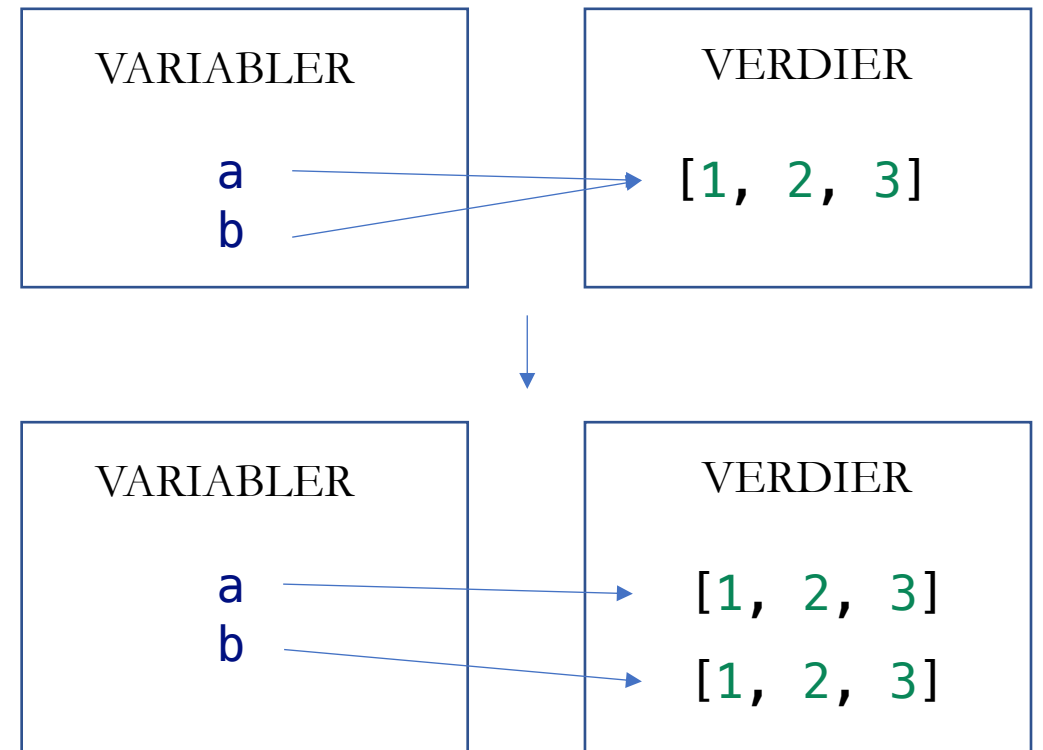 VARIABLER
a
b
VERDIER
[1, 2, 3]
VARIABLER
a
b
VERDIER
[1, 2, 3]
[1, 2, 3]